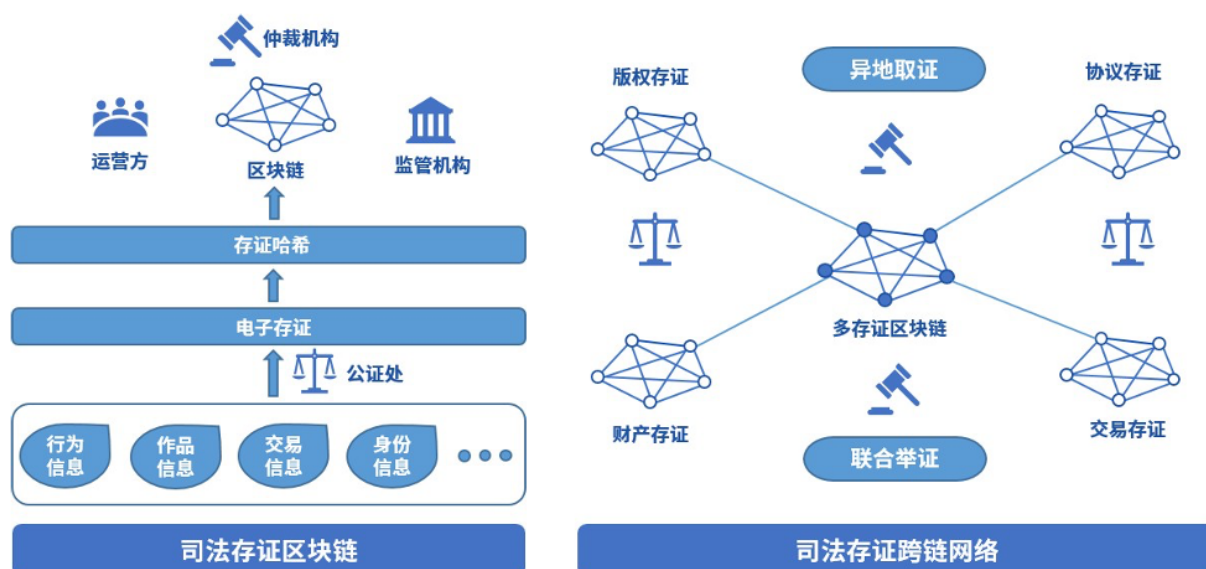 仲裁机构
运营方
区块链
监管机构
存证哈希
电子存证
公证处
行为
信息
作品
信息
交易
信息
身份
信息
司法存证区块链
异地取证
版权存证
协议存证
多存证区块链
财产存证
交易存证
联合举证
司法存证跨链网络